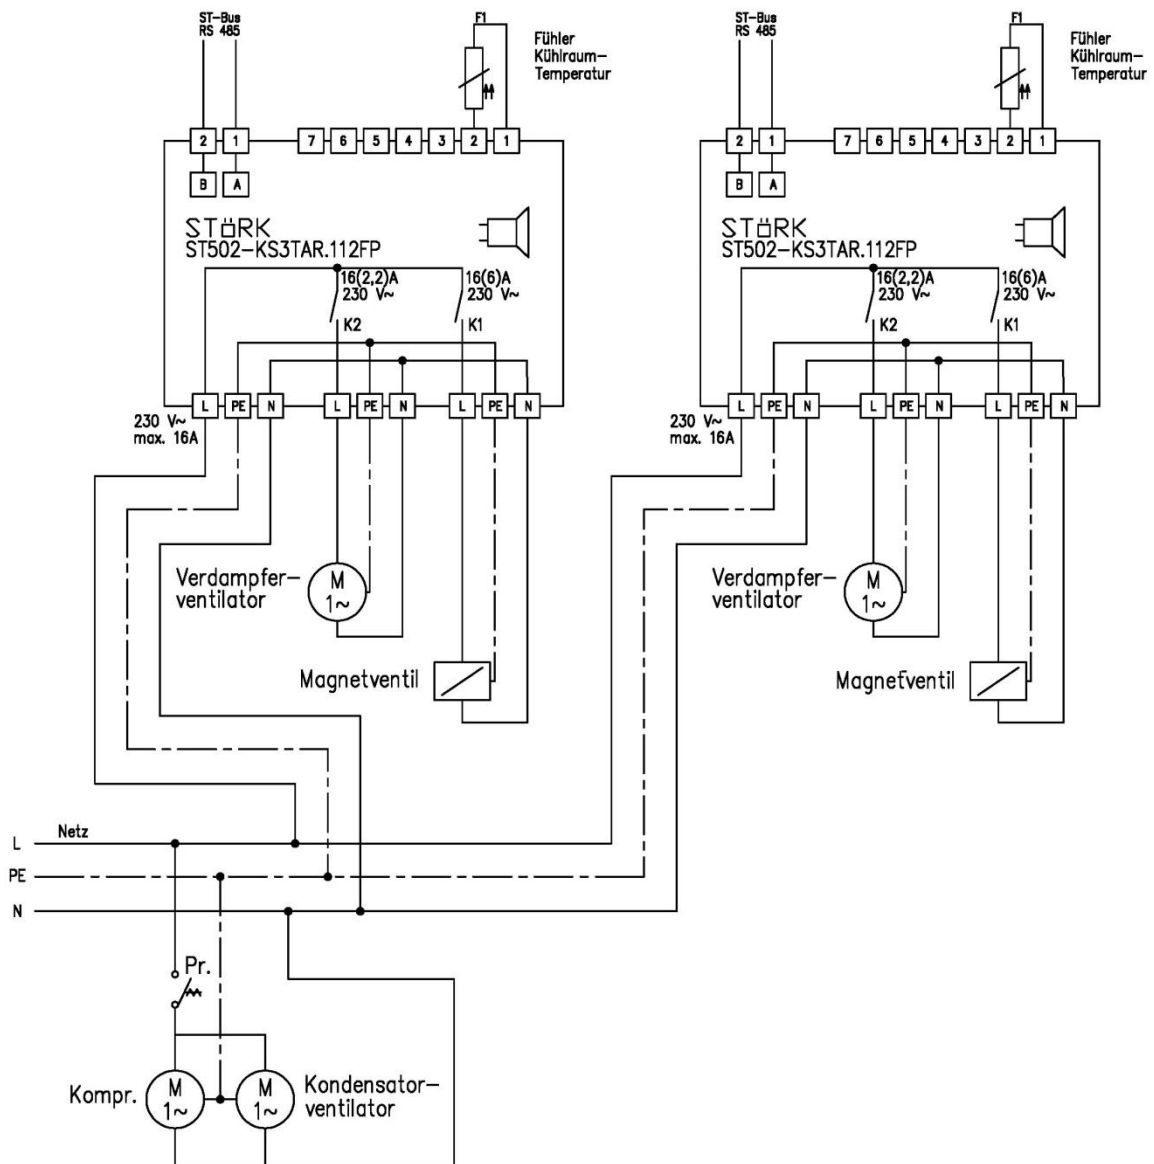 ST-Bus
RS 485
F1
Fühler
Kühlraum-
Temperatur
2 1 7 6 5 4 3 2 1
B A
STÖRK
ST502-KS3TAR.112FP
16(2,2)A
230 V~
K2
16(6)A
230 V~
K1
L PE N L PE N L PE N
230 V~
max. 16A
Verdampfer-
ventilator
M
1~
Magnetventil
ST-Bus
RS 485
F1
Fühler
Kühlraum-
Temperatur
2 1 7 6 5 4 3 2 1
B A
STÖRK
ST502-KS3TAR.112FP
16(2,2)A
230 V~
K2
16(6)A
230 V~
K1
L PE N L PE N L PE N
230 V~
max. 16A
Verdampfer-
ventilator
M
1~
Magnetventil
L Netz
PE
N
Pr.
Kompr.
M
1~
M
1~
Kondensator-
ventilator